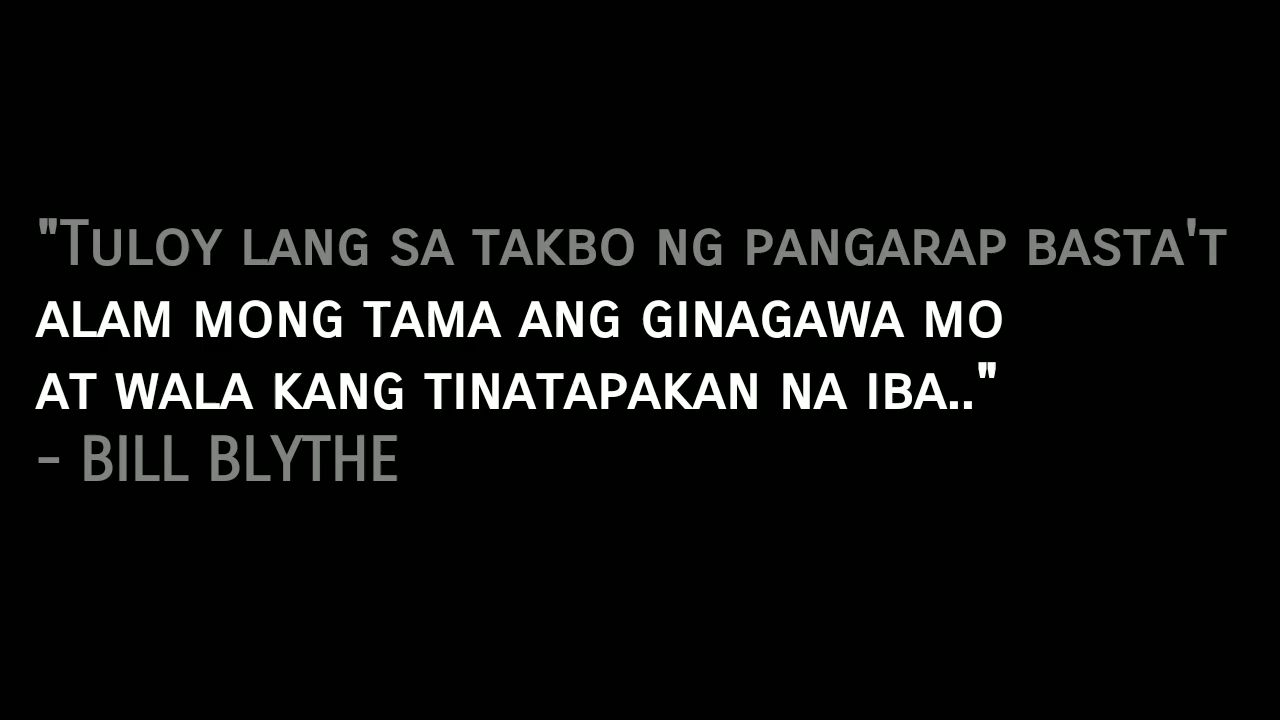 "Tuloy lang sa takbo ng pangarap basta't
alam mong tama ang ginagawa mo
at wala kang tinatapakan na iba.."
- BILL BLYTHE